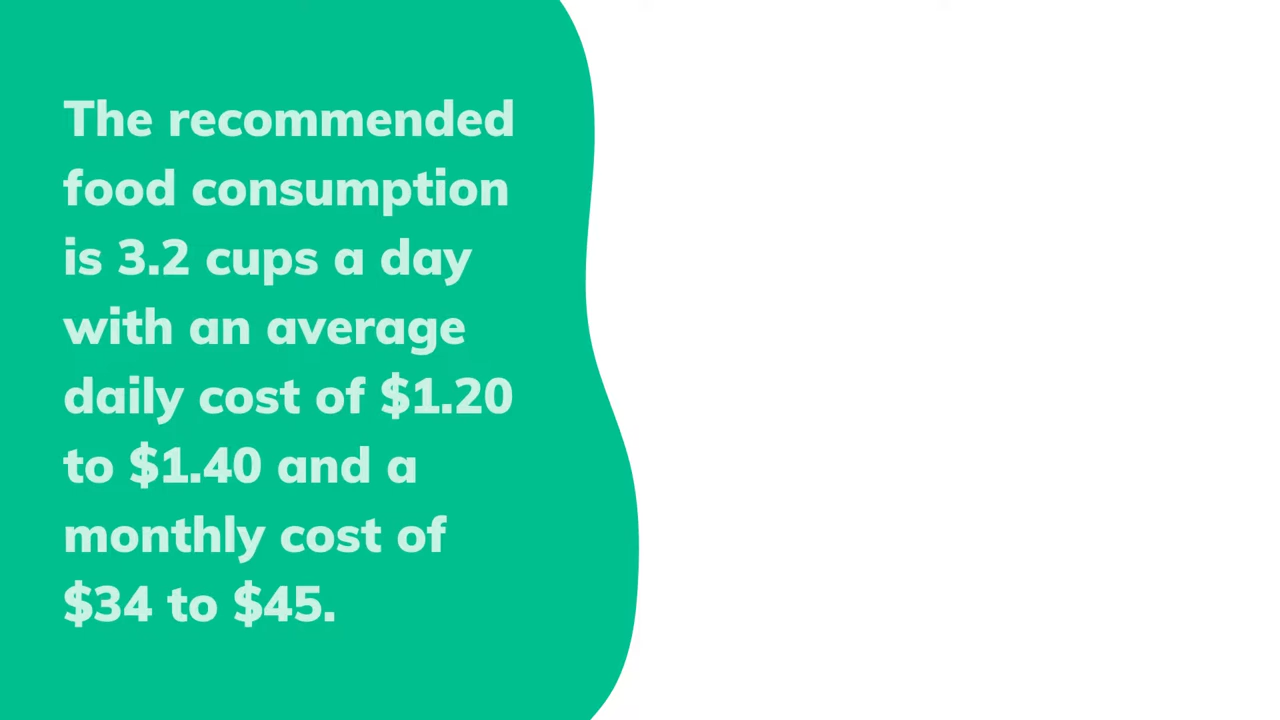 The recommended
food consumption
is 3.2 cups a day
with an average
daily cost of $1.20
to $1.40 and a
monthly cost of
$34 to $45.